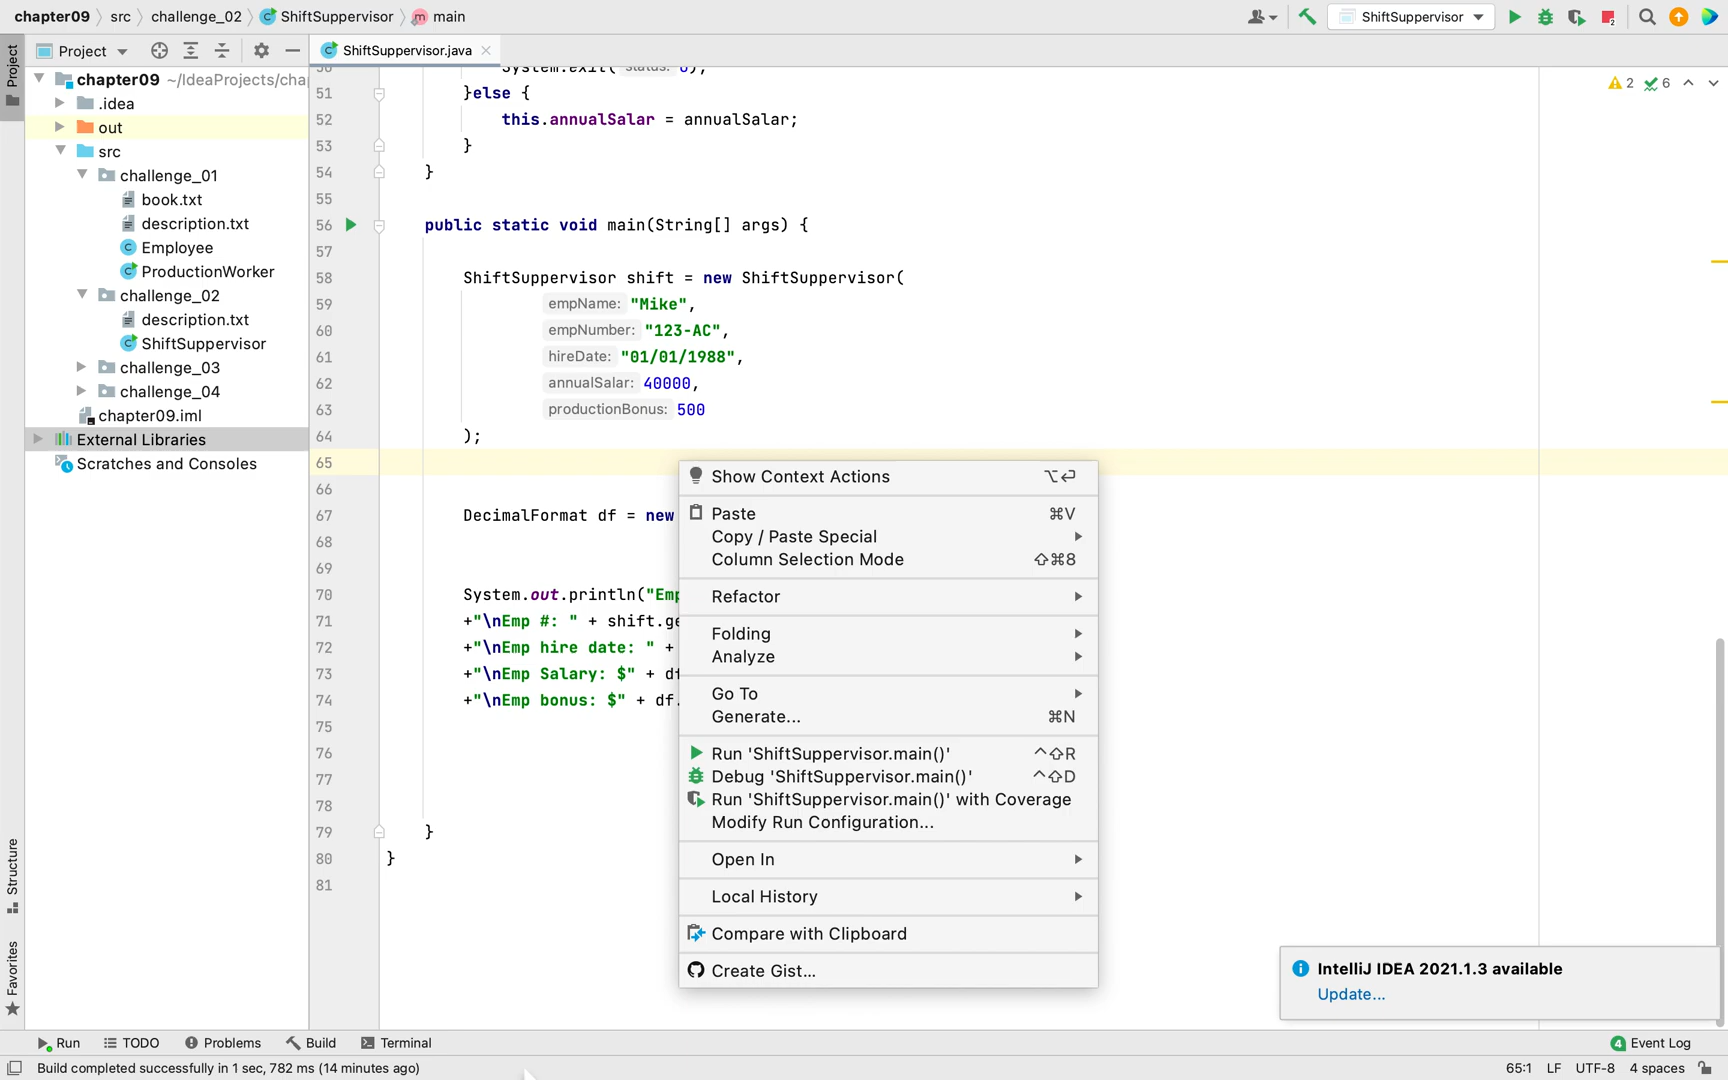 chapter09 src challenge_02 ShiftSuppervisor main
ShiftSuppervisor
Project
ShiftSuppervisor.java
Project
chapter09 ~/IdeaProjects/cha
.idea
out
src
challenge_01
book.txt
description.txt
Employee
ProductionWorker
challenge_02
description.txt
ShiftSuppervisor
challenge_03
challenge_04
chapter09.iml
External Libraries
Scratches and Consoles
Structure
Favorites
2 6
50 System.exit( status: 0);
51 }else {
52 this.annualSalar = annualSalar;
53 }
54 }
55
56 public static void main(String[] args) {
57
58 ShiftSuppervisor shift = new ShiftSuppervisor(
59 empName: "Mike",
60 empNumber: "123-AC",
61 hireDate: "01/01/1988",
62 annualSalar: 40000,
63 productionBonus: 500
64 );
65
66
67 DecimalFormat df = new
68
69
70 System.out.println("Emp
71 +"\nEmp #: " + shift.ge
72 +"\nEmp hire date: " +
73 +"\nEmp Salary: $" + df
74 +"\nEmp bonus: $" + df.
75
76
77
78
79 }
80 }
81
Show Context Actions ⌥⏎
Paste ⌘V
Copy / Paste Special
Column Selection Mode ⇧⌘8
Refactor
Folding
Analyze
Go To
Generate... ⌘N
Run 'ShiftSuppervisor.main()' ^⇧R
Debug 'ShiftSuppervisor.main()' ^⇧D
Run 'ShiftSuppervisor.main()' with Coverage
Modify Run Configuration...
Open In
Local History
Compare with Clipboard
Create Gist...
IntelliJ IDEA 2021.1.3 available
Update...
Run TODO Problems Build Terminal
4 Event Log
Build completed successfully in 1 sec, 782 ms (14 minutes ago)
65:1 LF UTF-8 4 spaces